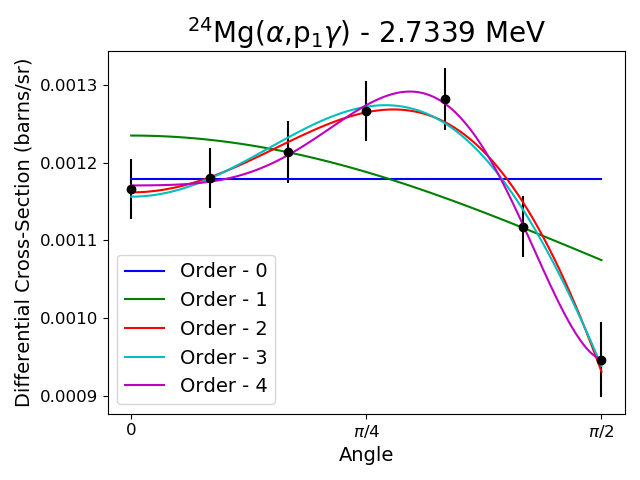 ²⁴Mg(α,p₁γ) - 2.7339 MeV
Differential Cross-Section (barns/sr)
0.0013
0.0012
0.0011
0.0010
0.0009
Order - 0
Order - 1
Order - 2
Order - 3
Order - 4
0
π/4
π/2
Angle